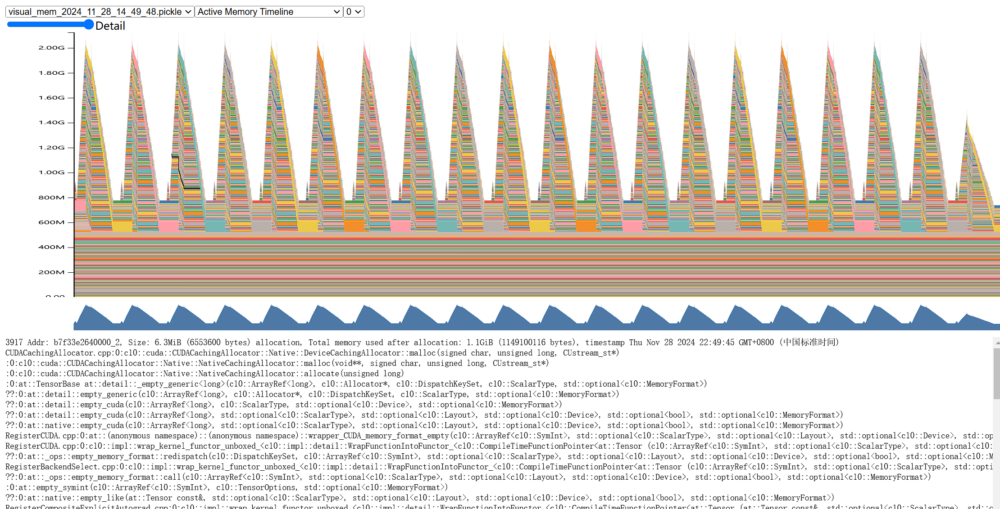 visual_mem_2024_11_28_14_49_48.pickle Active Memory Timeline 0
Detail
2.00G
1.80G
1.60G
1.40G
1.20G
1.00G
800M
600M
400M
200M
0.00
3917 Addr: b7f33e2640000_2, Size: 6.3MiB (6553600 bytes) allocation, Total memory used after allocation: 1.1GiB (1149100116 bytes), timestamp Thu Nov 28 2024 22:49:45 GMT+0800 (中国标准时间)
CUDACachingAllocator.cpp:0:c10::cuda::CUDACachingAllocator::Native::DeviceCachingAllocator::malloc(signed char, unsigned long, CUstream_st*)
:0:c10::cuda::CUDACachingAllocator::Native::NativeCachingAllocator::malloc(void**, signed char, unsigned long, CUstream_st*)
:0:c10::cuda::CUDACachingAllocator::Native::NativeCachingAllocator::allocate(unsigned long)
:0:at::TensorBase at::detail::_empty_generic<long>(c10::ArrayRef<long>, c10::Allocator*, c10::DispatchKeySet, c10::ScalarType, std::optional<c10::MemoryFormat>)
??:0:at::detail::empty_generic(c10::ArrayRef<long>, c10::Allocator*, c10::DispatchKeySet, c10::ScalarType, std::optional<c10::MemoryFormat>)
??:0:at::detail::empty_cuda(c10::ArrayRef<long>, c10::ScalarType, std::optional<c10::Device>, std::optional<c10::MemoryFormat>)
??:0:at::detail::empty_cuda(c10::ArrayRef<long>, std::optional<c10::ScalarType>, std::optional<c10::Layout>, std::optional<c10::Device>, std::optional<bool>, std::optional<c10::MemoryFormat>)
??:0:at::native::empty_cuda(c10::ArrayRef<long>, std::optional<c10::ScalarType>, std::optional<c10::Layout>, std::optional<c10::Device>, std::optional<bool>, std::optional<c10::MemoryFormat>)
RegisterCUDA.cpp:0:at::(anonymous namespace)::(anonymous namespace)::wrapper_CUDA_memory_format_empty(c10::ArrayRef<c10::SymInt>, std::optional<c10::ScalarType>, std::optional<c10::Layout>, std::optional<c10::Device>, std::op
RegisterCUDA.cpp:0:c10::impl::wrap_kernel_functor_unboxed_<c10::impl::detail::WrapFunctionIntoFunctor_<c10::CompileTimeFunctionPointer<at::Tensor (c10::ArrayRef<c10::SymInt>, std::optional<c10::ScalarType>, std::optional<c10:
??:0:at::_ops::empty_memory_format::redispatch(c10::DispatchKeySet, c10::ArrayRef<c10::SymInt>, std::optional<c10::ScalarType>, std::optional<c10::Layout>, std::optional<c10::Device>, std::optional<bool>, std::optional<c10::M
RegisterBackendSelect.cpp:0:c10::impl::wrap_kernel_functor_unboxed_<c10::impl::detail::WrapFunctionIntoFunctor_<c10::CompileTimeFunctionPointer<at::Tensor (c10::ArrayRef<c10::SymInt>, std::optional<c10::ScalarType>, std::opti
??:0:at::_ops::empty_memory_format::call(c10::ArrayRef<c10::SymInt>, std::optional<c10::ScalarType>, std::optional<c10::Layout>, std::optional<c10::Device>, std::optional<bool>, std::optional<c10::MemoryFormat>)
:0:at::empty_symint(c10::ArrayRef<c10::SymInt>, c10::TensorOptions, std::optional<c10::MemoryFormat>)
??:0:at::native::empty_like(at::Tensor const&, std::optional<c10::ScalarType>, std::optional<c10::Layout>, std::optional<c10::Device>, std::optional<bool>, std::optional<c10::MemoryFormat>)
RegisterCompositeExplicitAutograd.cpp:0:c10::impl::wrap_kernel_functor_unboxed_<c10::impl::detail::WrapFunctionIntoFunctor_<c10::CompileTimeFunctionPointer<at::Tensor (at::Tensor const&, std::optional<c10::ScalarType>, std::o